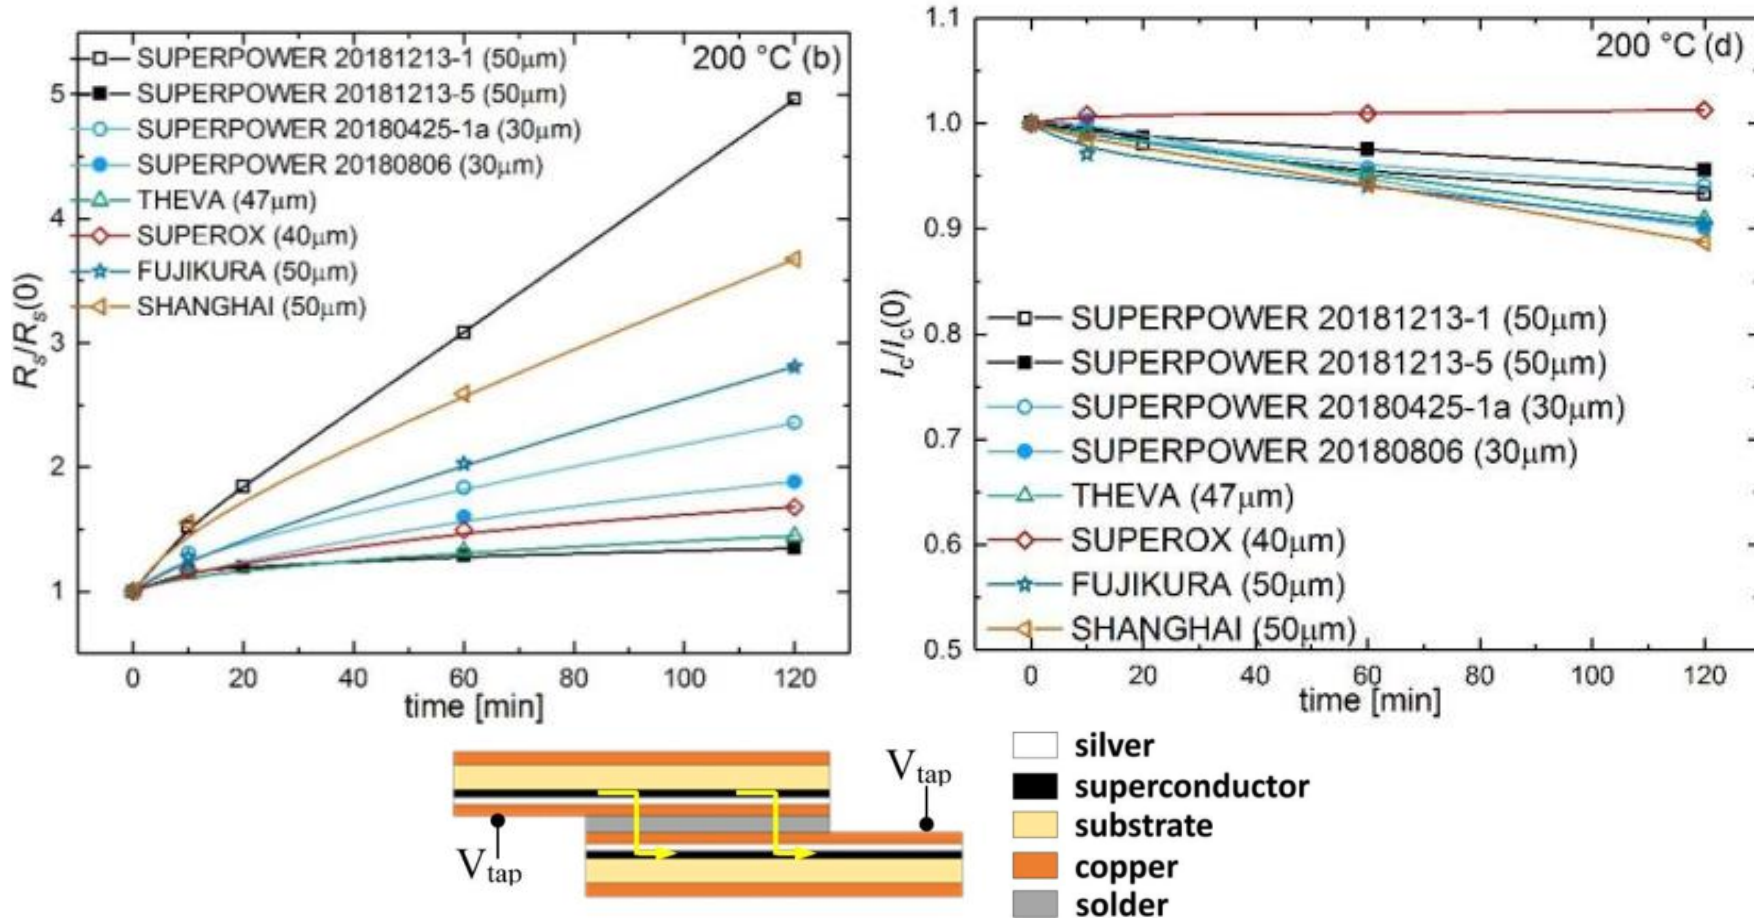 200 °C (b)
SUPERPOWER 20181213-1 (50μm)
SUPERPOWER 20181213-5 (50μm)
SUPERPOWER 20180425-1a (30μm)
SUPERPOWER 20180806 (30μm)
THEVA (47μm)
SUPEROX (40μm)
FUJIKURA (50μm)
SHANGHAI (50μm)
5
4
3
2
1
Rs/Rs(0)
0 20 40 60 80 100 120
time [min]
200 °C (d)
1.1
1.0
0.9
0.8
0.7
0.6
0.5
Ic/Ic(0)
SUPERPOWER 20181213-1 (50μm)
SUPERPOWER 20181213-5 (50μm)
SUPERPOWER 20180425-1a (30μm)
SUPERPOWER 20180806 (30μm)
THEVA (47μm)
SUPEROX (40μm)
FUJIKURA (50μm)
SHANGHAI (50μm)
0 20 40 60 80 100 120
time [min]
Vtap
Vtap
silver
superconductor
substrate
copper
solder